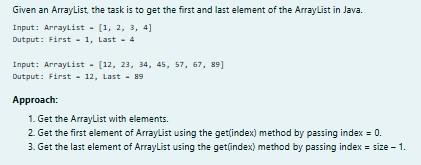 Given an ArrayList, the task is to get the first and last element of the ArrayList in Java.
Input: ArrayList = [1, 2, 3, 4]
Output: First = 1, Last = 4
Input: ArrayList = [12, 23, 34, 45, 57, 67, 89]
Output: First = 12, Last = 89
Approach:
1. Get the ArrayList with elements.
2. Get the first element of ArrayList using the get(index) method by passing index = 0.
3. Get the last element of ArrayList using the get(index) method by passing index = size – 1.